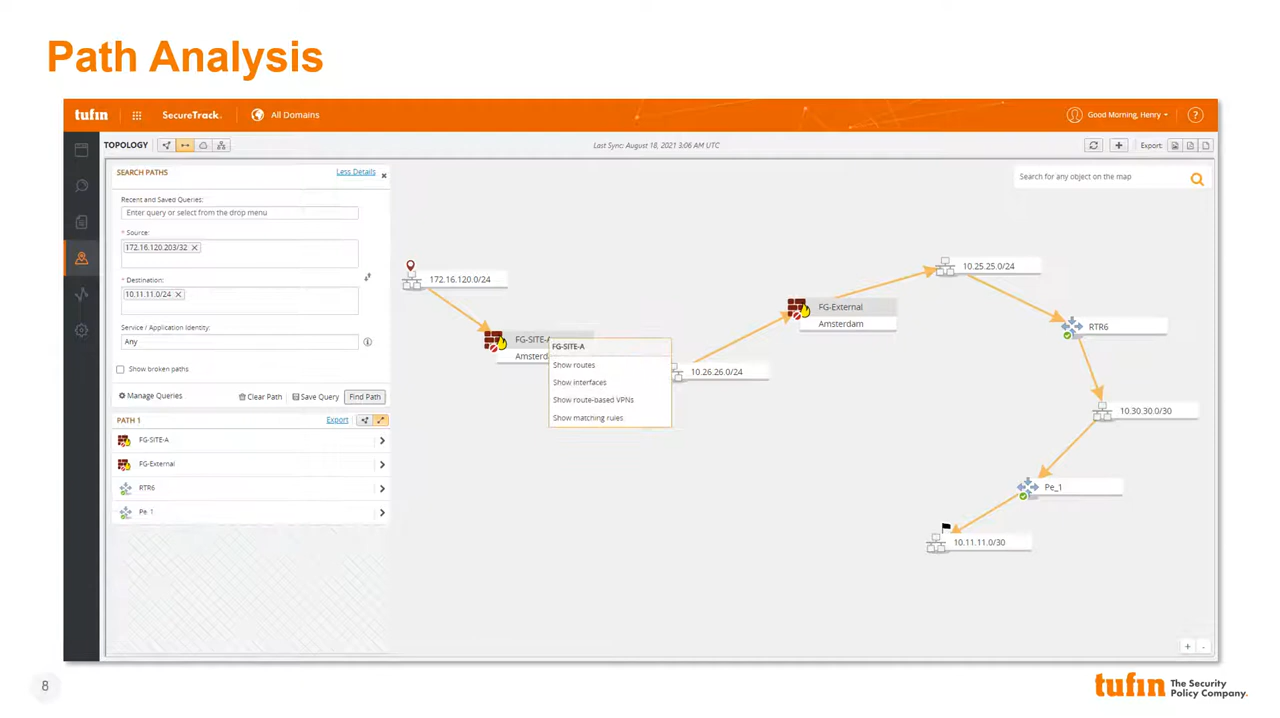 Path Analysis
tufin
SecureTrack.
All Domains
Good Morning, Henry
?
TOPOLOGY
Last Sync: August 18, 2021 3:06 AM UTC
Export:
SEARCH PATHS
Less Details
Search for any object on the map
Recent and Saved Queries:
Enter query or select from the drop menu
* Source:
172.16.120.203/32
* Destination:
10.11.11.0/24
Service / Application Identity:
Any
Show broken paths
Manage Queries
Clear Path
Save Query
Find Path
PATH 1
Export
FG-SITE-A
FG-External
RTR6
Pe_1
172.16.120.0/24
FG-SITE-A
Amsterd
FG-SITE-A
Show routes
Show interfaces
Show route-based VPNs
Show matching rules
10.26.26.0/24
FG-External
Amsterdam
10.25.25.0/24
RTR6
10.30.30.0/30
Pe_1
10.11.11.0/30
+ -
8
tufin
The Security
Policy Company.